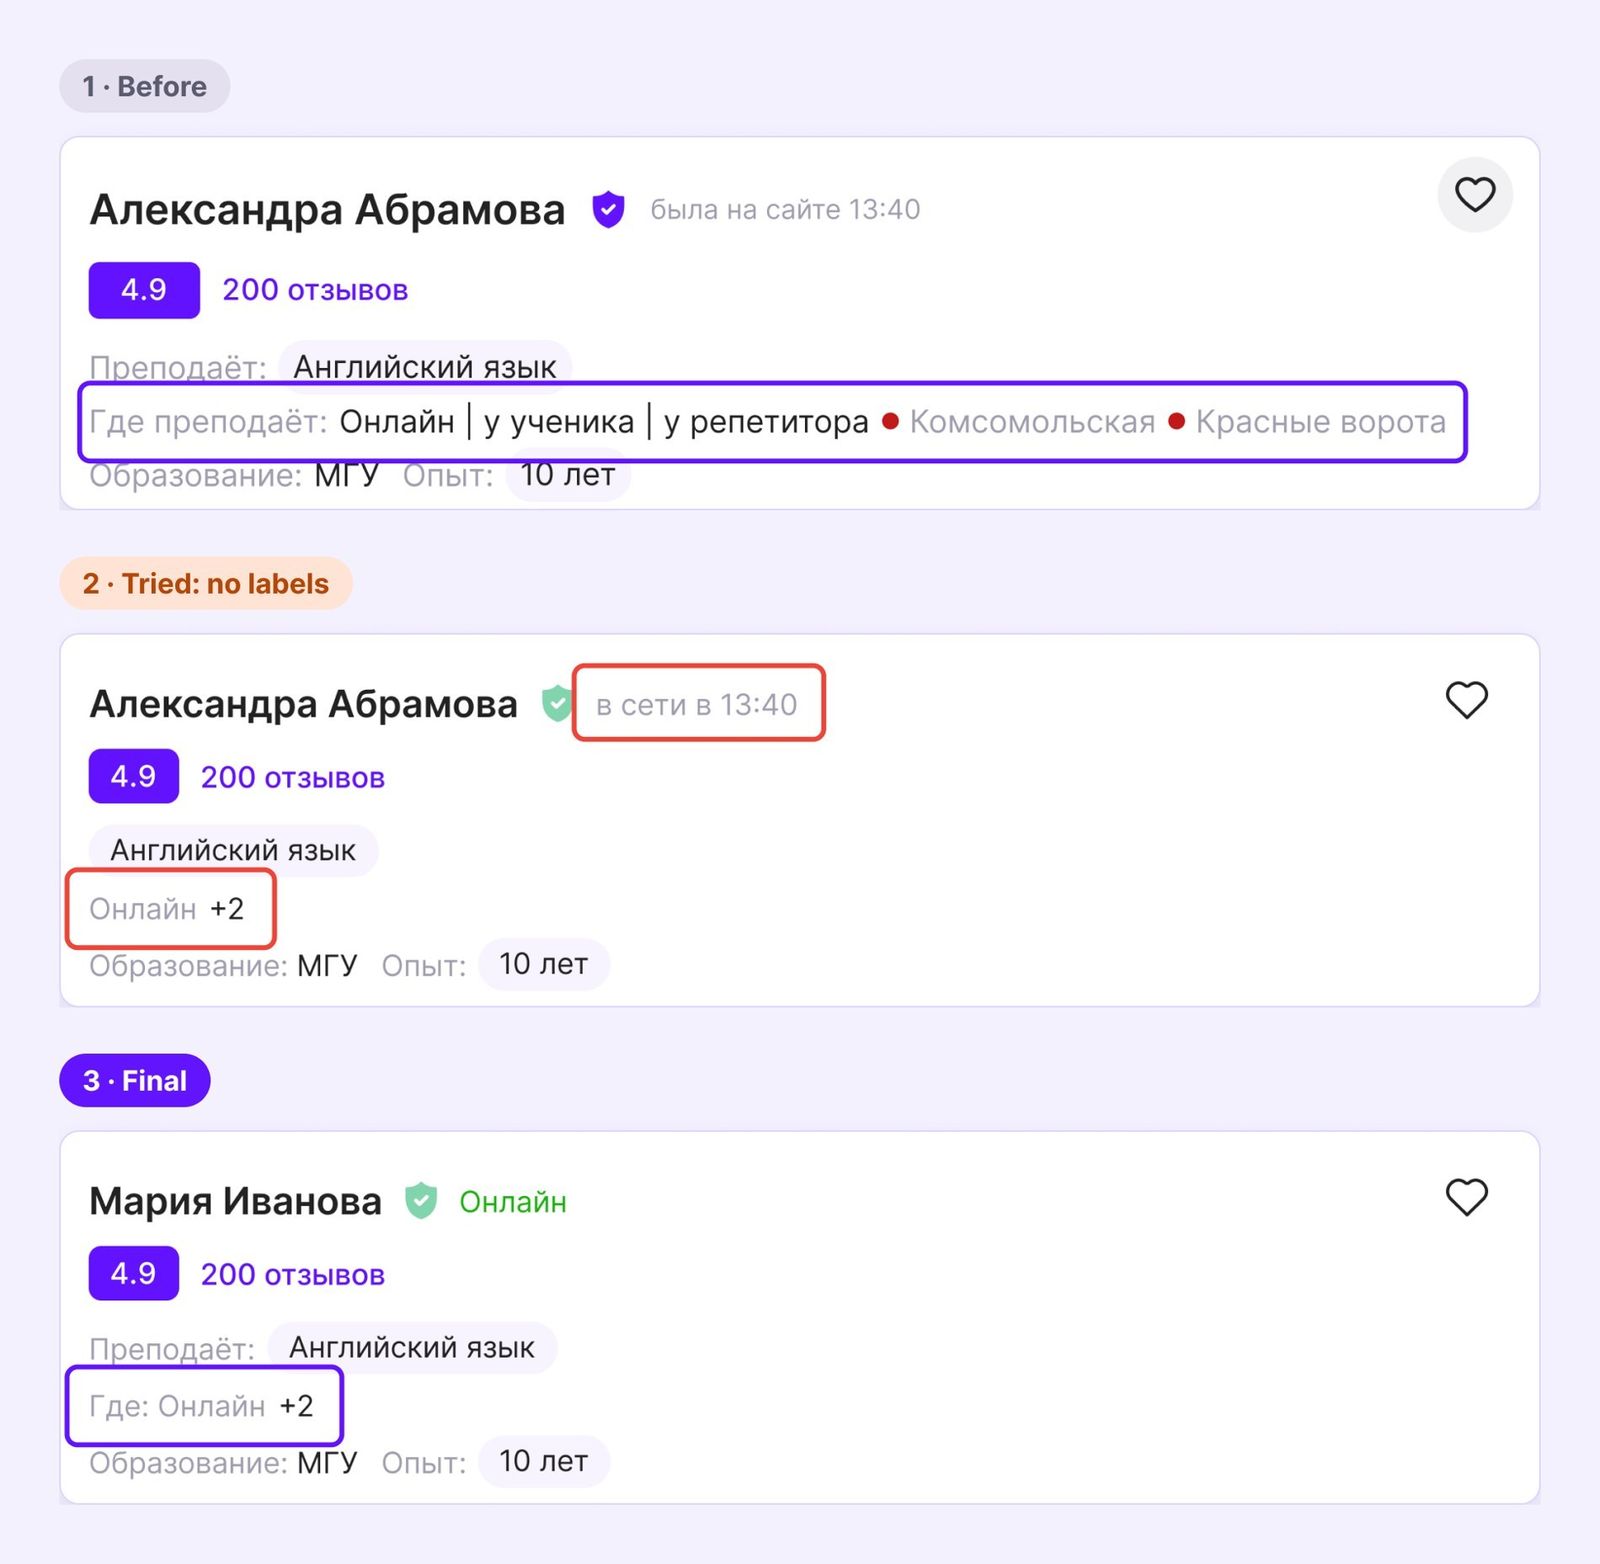 1 · Before
Александра Абрамова была на сайте 13:40
4.9 200 отзывов
Преподаёт: Английский язык
Где преподаёт: Онлайн | у ученика | у репетитора ● Комсомольская ● Красные ворота
Образование: МГУ Опыт: 10 лет
2 · Tried: no labels
Александра Абрамова в сети в 13:40
4.9 200 отзывов
Английский язык
Онлайн +2
Образование: МГУ Опыт: 10 лет
3 · Final
Мария Иванова Онлайн
4.9 200 отзывов
Преподаёт: Английский язык
Где: Онлайн +2
Образование: МГУ Опыт: 10 лет